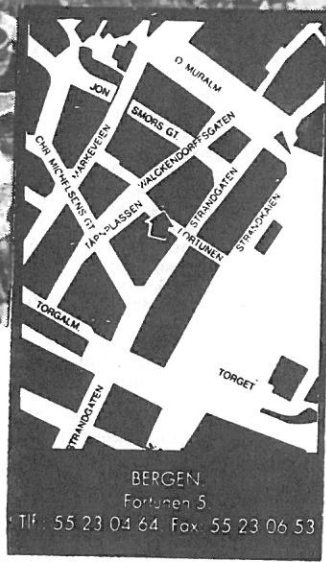 O. MURALM
JON
SMORS GT.
MARKEVEIEN
WALCKENDORFFSGATEN
CHR MICHELSENS GT
TÅRNPLASSEN
STRANDGATEN
STRANDKAIEN
FORTUNEN
TORGALM.
TORGET
STRANDGATEN
BERGEN
Fortunen 5
Tlf.: 55 23 04 64 Fax: 55 23 06 53